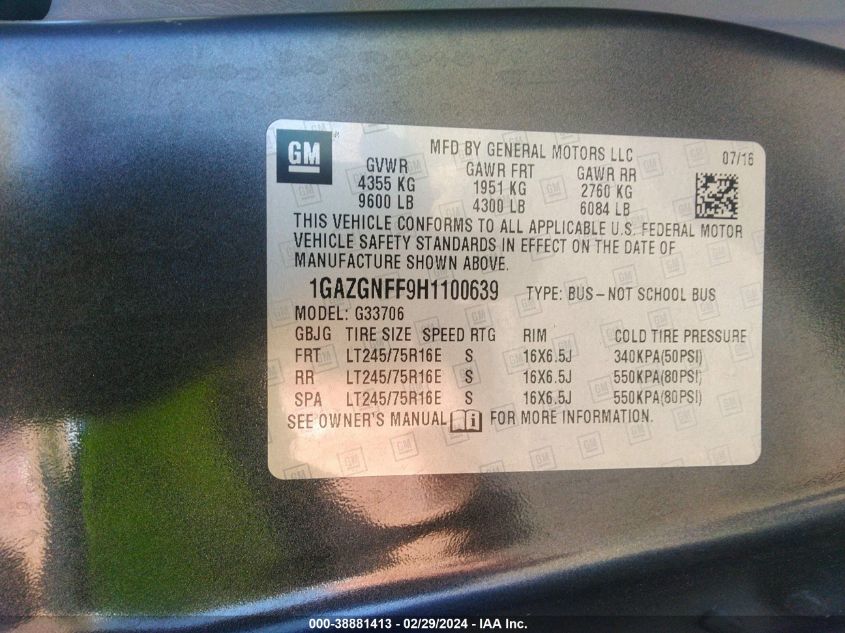 GM
MFD BY GENERAL MOTORS LLC 07/16
GVWR GAWR FRT GAWR RR
4355 KG 1951 KG 2760 KG
9600 LB 4300 LB 6084 LB
THIS VEHICLE CONFORMS TO ALL APPLICABLE U.S. FEDERAL MOTOR
VEHICLE SAFETY STANDARDS IN EFFECT ON THE DATE OF
MANUFACTURE SHOWN ABOVE.
1GAZGNFF9H1100639 TYPE: BUS–NOT SCHOOL BUS
MODEL: G33706
GBJG TIRE SIZE SPEED RTG RIM COLD TIRE PRESSURE
FRT LT245/75R16E S 16X6.5J 340KPA(50PSI)
RR LT245/75R16E S 16X6.5J 550KPA(80PSI)
SPA LT245/75R16E S 16X6.5J 550KPA(80PSI)
SEE OWNER'S MANUAL FOR MORE INFORMATION.
000-38881413 - 02/29/2024 - IAA Inc.